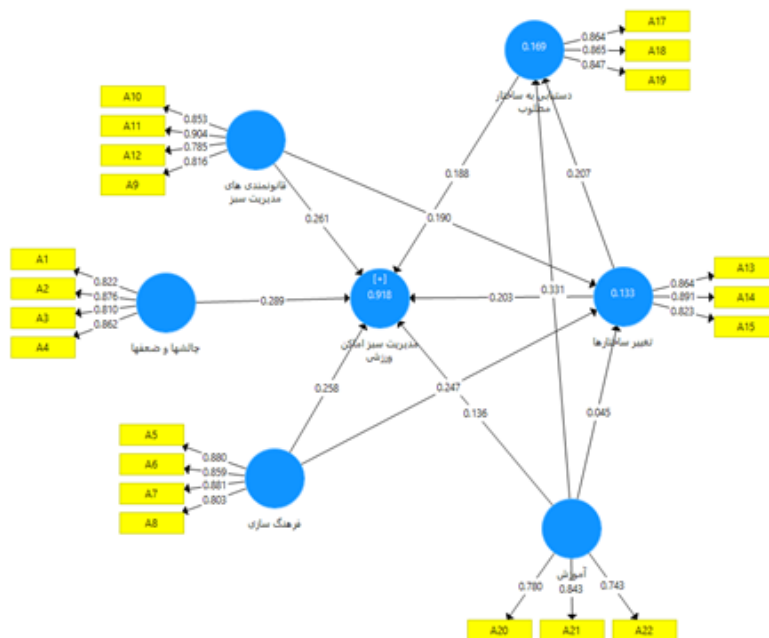 A17
0.864
0.169
0.865
A18
0.847
A19
دستیابی به ساختار
مطلوب
A10
0.853
A11
0.904
A12
0.785
0.816
A9
قانونمندی های
مدیریت سبز
0.188
0.207
0.261
0.190
A1
0.822
A2
0.876
A3
0.810
0.862
A4
چالشها و ضعفها
0.289
[+]
0.918
مدیریت سبز اماکن
ورزشی
0.203
0.331
0.133
تغییر ساختارها
A13
0.864
0.891
A14
0.823
A15
0.258
0.247
0.136
0.045
A5
0.880
A6
0.859
A7
0.881
0.803
A8
فرهنگ سازی
آموزش
0.780
0.843
0.743
A20
A21
A22